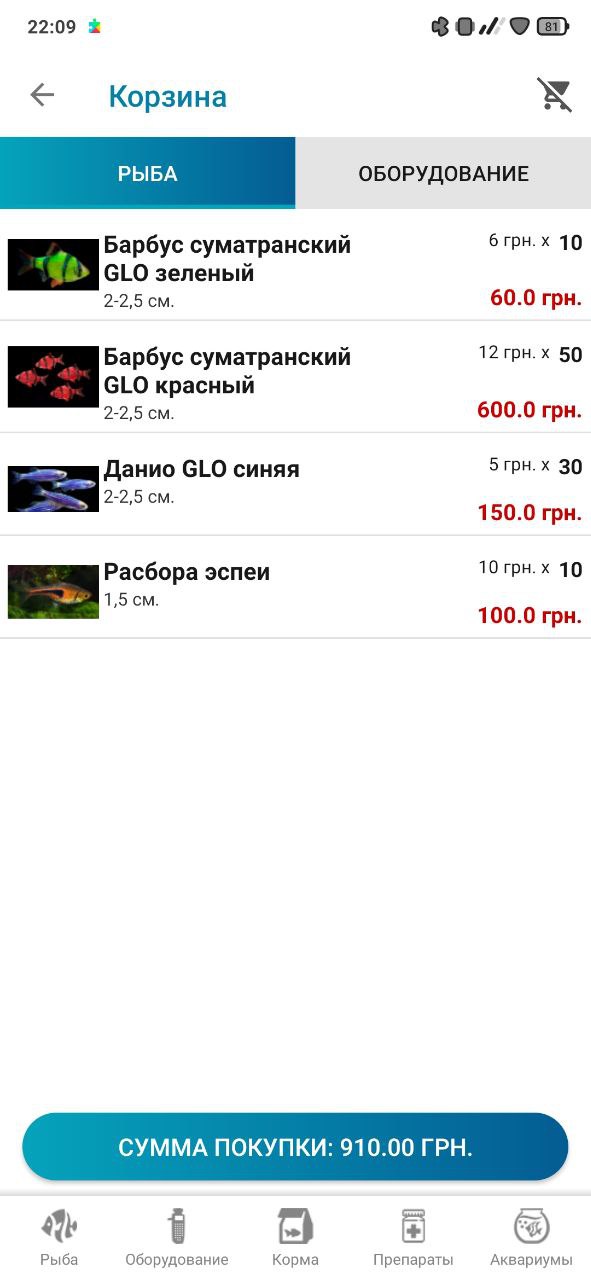 22:09
81
Корзина
РЫБА
ОБОРУДОВАНИЕ
Барбус суматранский
GLO зеленый
2-2,5 см.
6 грн. x 10
60.0 грн.
Барбус суматранский
GLO красный
2-2,5 см.
12 грн. x 50
600.0 грн.
Данио GLO синяя
2-2,5 см.
5 грн. x 30
150.0 грн.
Расбора эспеи
1,5 см.
10 грн. x 10
100.0 грн.
СУММА ПОКУПКИ: 910.00 ГРН.
Рыба
Оборудование
Корма
Препараты
Аквариумы